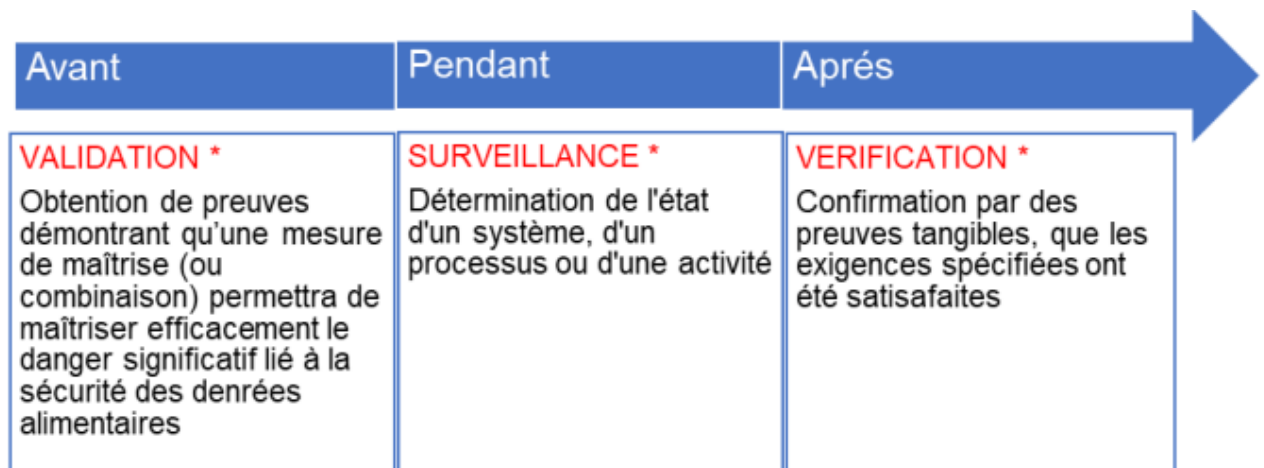 Avant
Pendant
Aprés
VALIDATION *
Obtention de preuves
démontrant qu'une mesure
de maîtrise (ou
combinaison) permettra de
maîtriser efficacement le
danger significatif lié à la
sécurité des denrées
alimentaires
SURVEILLANCE *
Détermination de l'état
d'un système, d'un
processus ou d'une activité
VERIFICATION *
Confirmation par des
preuves tangibles, que les
exigences spécifiées ont
été satisafaites